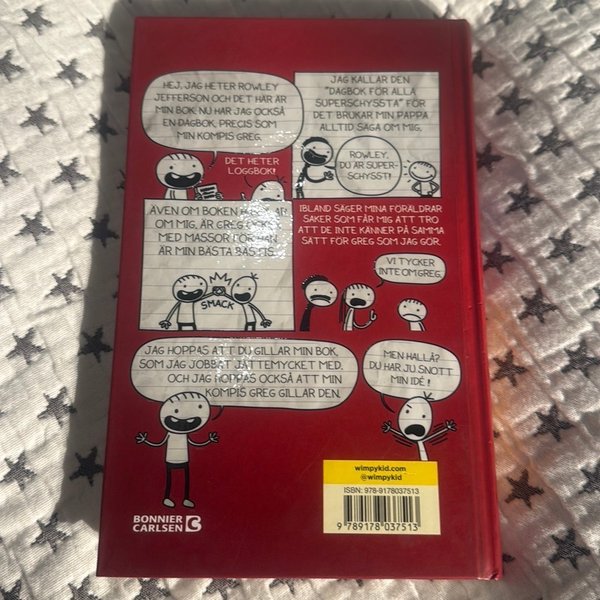 HEJ, JAG HETER ROWLEY
JEFFERSON OCH DET HÄR ÄR
MIN BOK. NU HAR JAG OCKSÅ
EN DAGBOK, PRECIS SOM
MIN KOMPIS GREG.
DET HETER
LOGGBOK!
JAG KALLAR DEN
"DAGBOK FÖR ALLA
SUPERSCHYSSTA" FÖR
DET BRUKAR MIN PAPPA
ALLTID SÄGA OM MIG.
ROWLEY,
DU ÄR SUPER-
SCHYSST!
ÄVEN OM BOKEN
OM MIG, ÄR GREG OCKSÅ
MED MASSOR FÖR HAN
ÄR MIN BÄSTA BÄSTIS.
SMACK
IBLAND SÄGER MINA FÖRÄLDRAR
SAKER SOM FÅR MIG ATT TRO
ATT DE INTE KÄNNER PÅ SAMMA
SÄTT FÖR GREG SOM JAG GÖR.
VI TYCKER
INTE OM GREG.
JAG HOPPAS ATT DU GILLAR MIN BOK,
SOM JAG JOBBAT JÄTTEMYCKET MED.
OCH JAG HOPPAS OCKSÅ ATT MIN
KOMPIS GREG GILLAR DEN.
MEN HALLÅ?
DU HAR JU SNOTT
MIN IDÉ!
wimpykid.com
@wimpykid
ISBN: 978-9178037513
9 789178 037513
BONNIER
CARLSEN